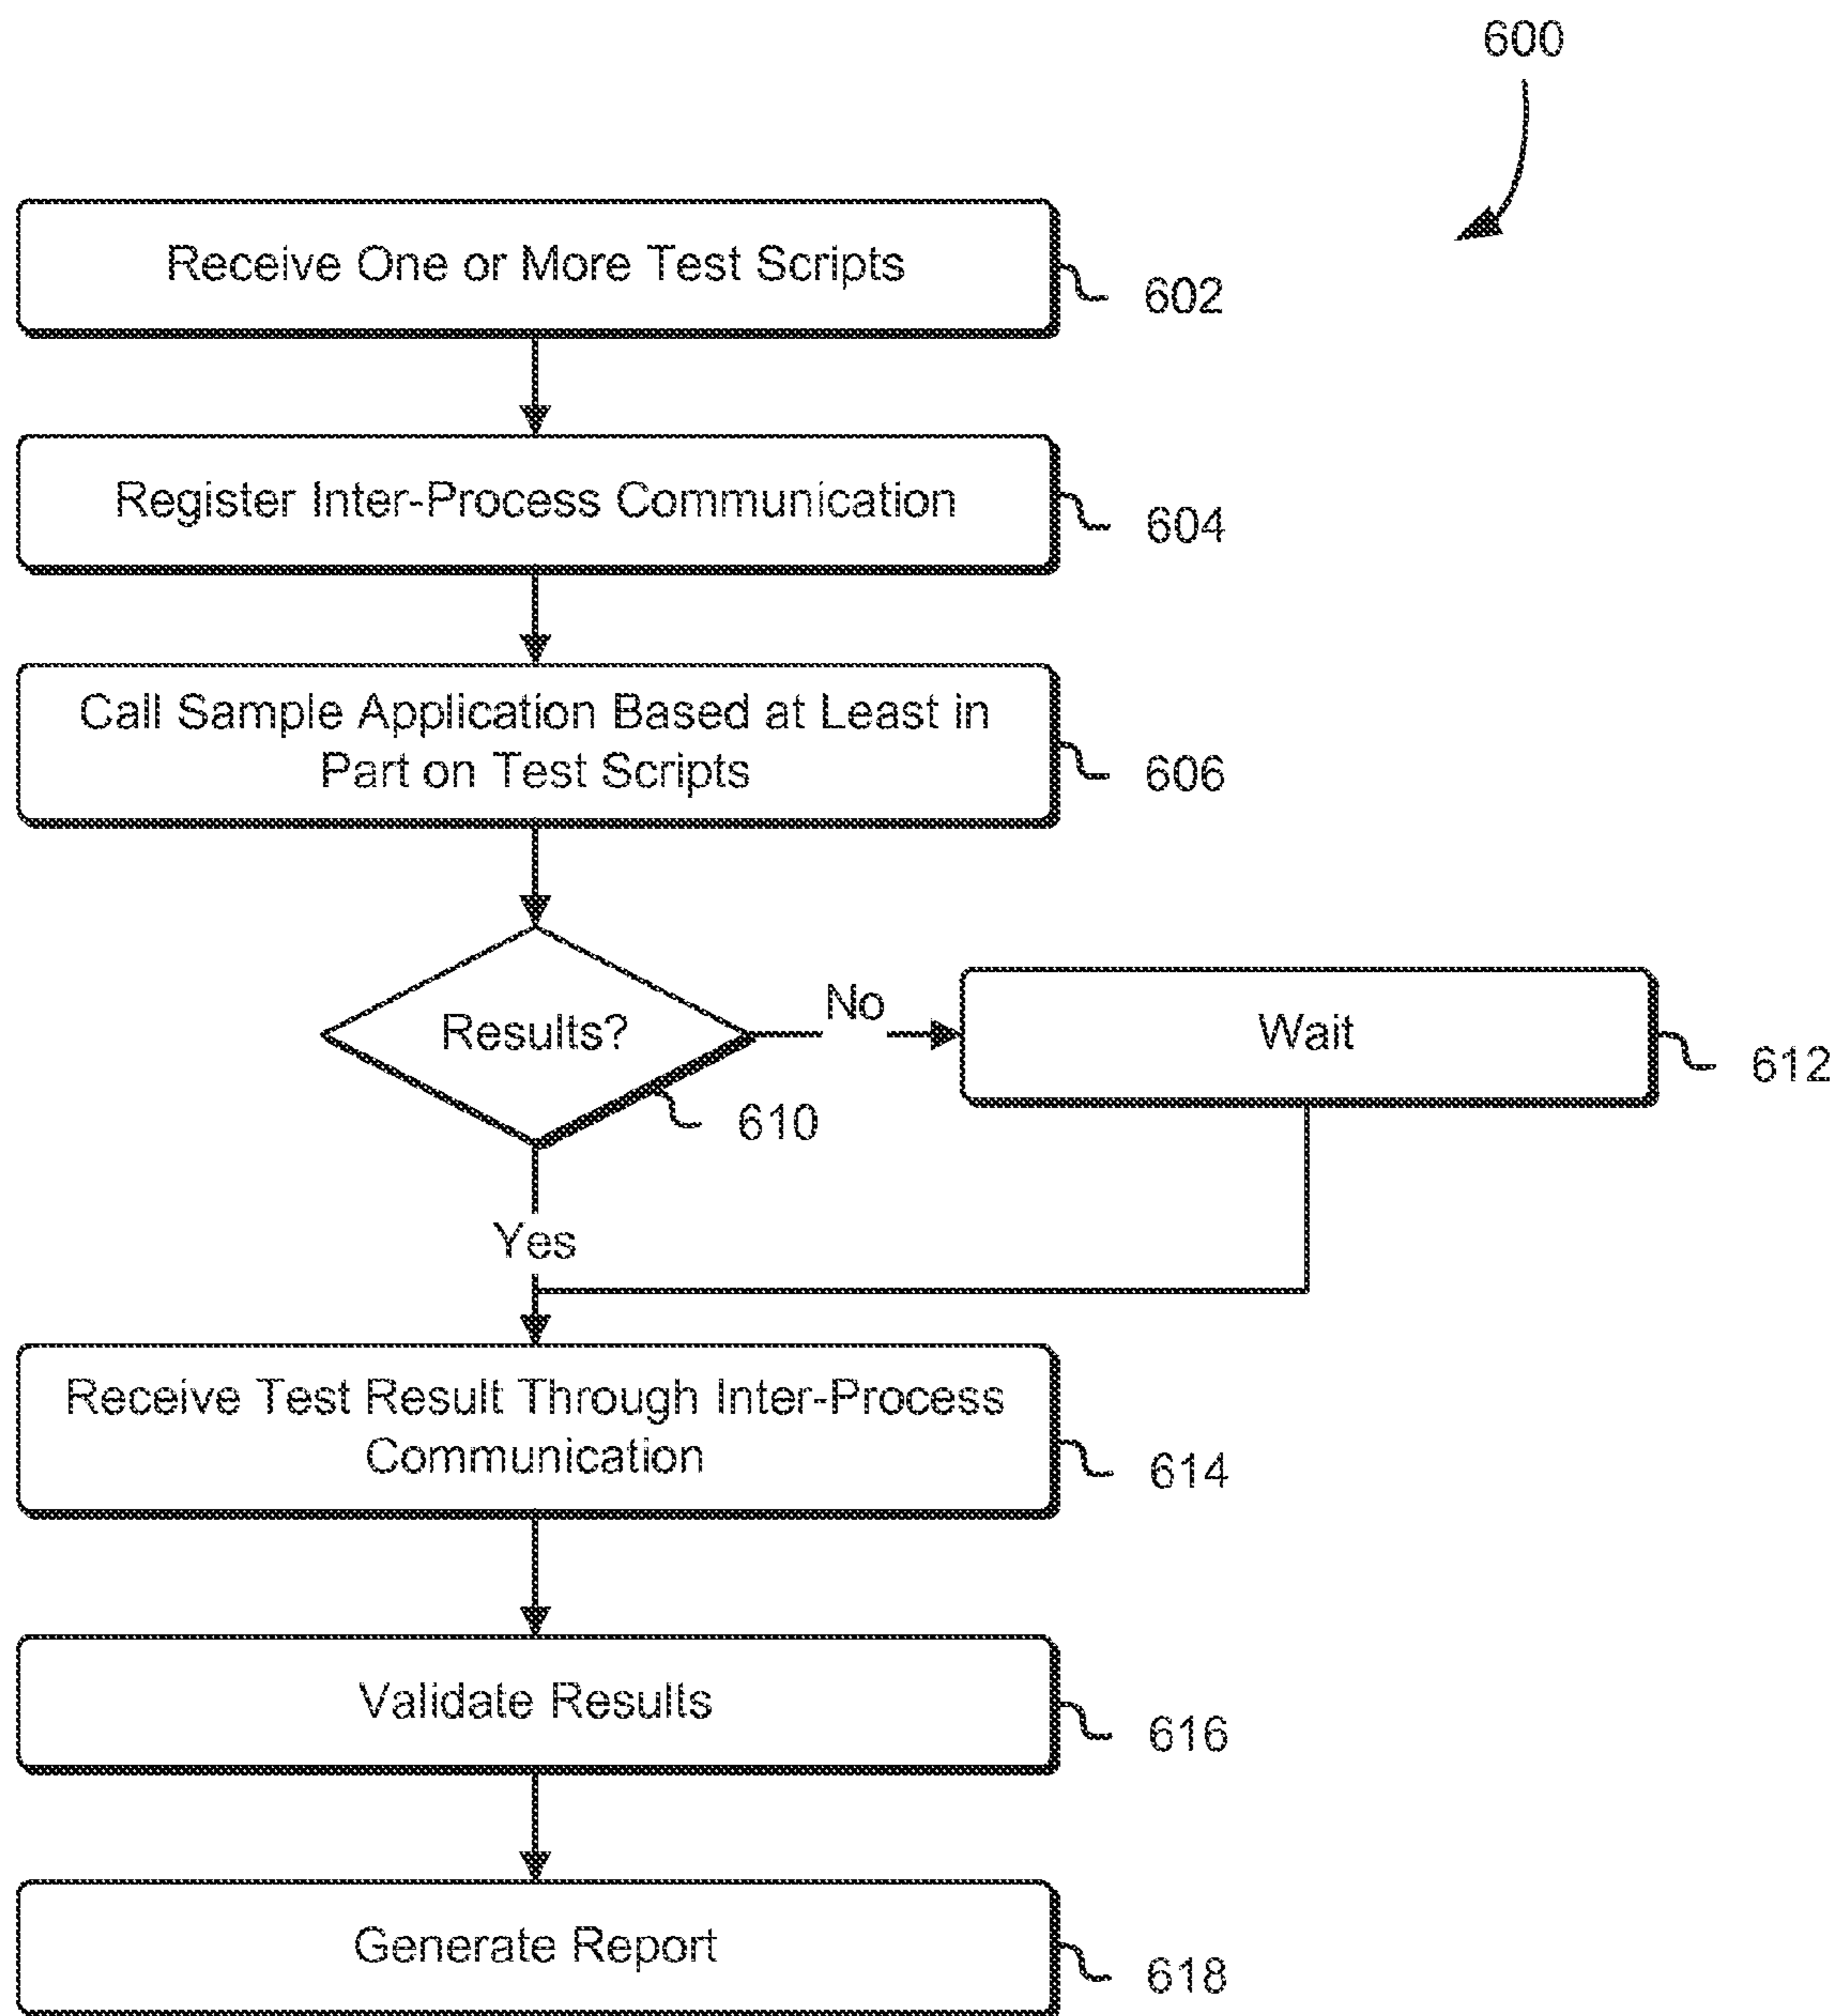 600
Receive One or More Test Scripts
602
Register Inter-Process Communication
604
Call Sample Application Based at Least in
Part on Test Scripts
606
Results?
No
Wait
612
610
Yes
Receive Test Result Through Inter-Process
Communication
614
Validate Results
616
Generate Report
618